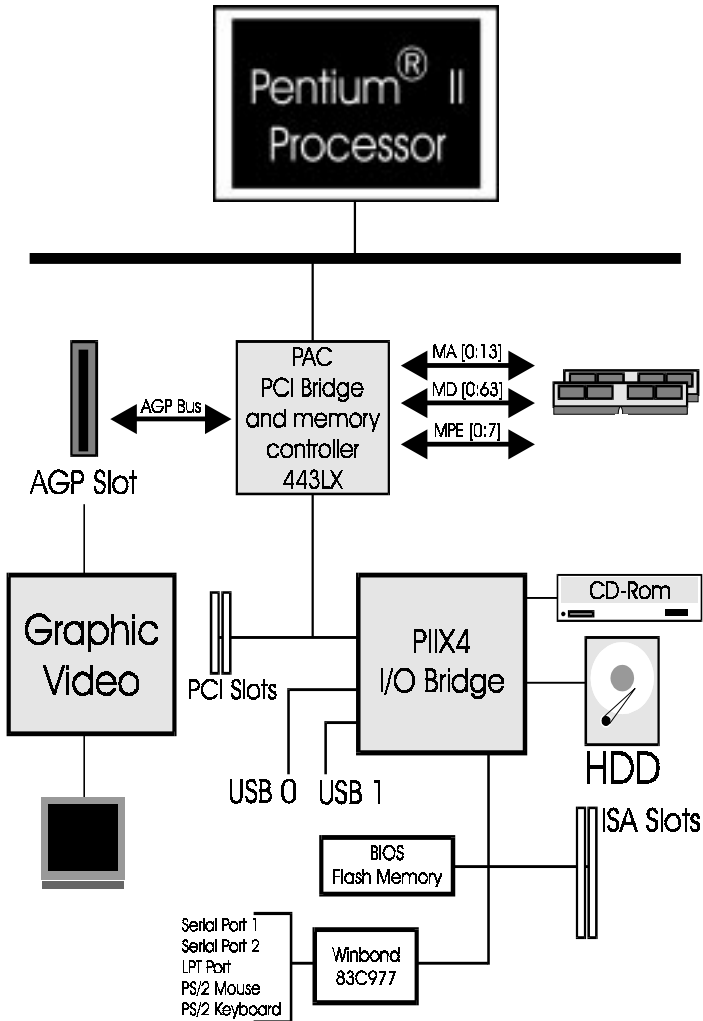 Pentium® II
Processor
PAC
PCI Bridge
and memory
controller
443LX
MA [0:13]
MD [0:63]
MPE [0:7]
AGP Bus
AGP Slot
Graphic
Video
PCI Slots
PIIX4
I/O Bridge
CD-Rom
HDD
USB 0
USB 1
ISA Slots
BIOS
Flash Memory
Serial Port 1
Serial Port 2
LPT Port
PS/2 Mouse
PS/2 Keyboard
Winbond
83C977